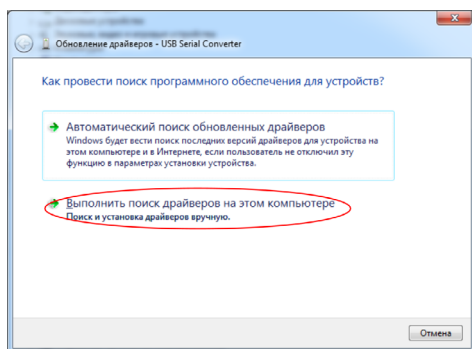 Обновление драйверов - USB Serial Converter
Как провести поиск программного обеспечения для устройств?
Автоматический поиск обновленных драйверов
Windows будет вести поиск последних версий драйверов для устройства на
этом компьютере и в Интернете, если пользователь не отключил эту
функцию в параметрах установки устройства.
Выполнить поиск драйверов на этом компьютере
Поиск и установка драйверов вручную.
Отмена